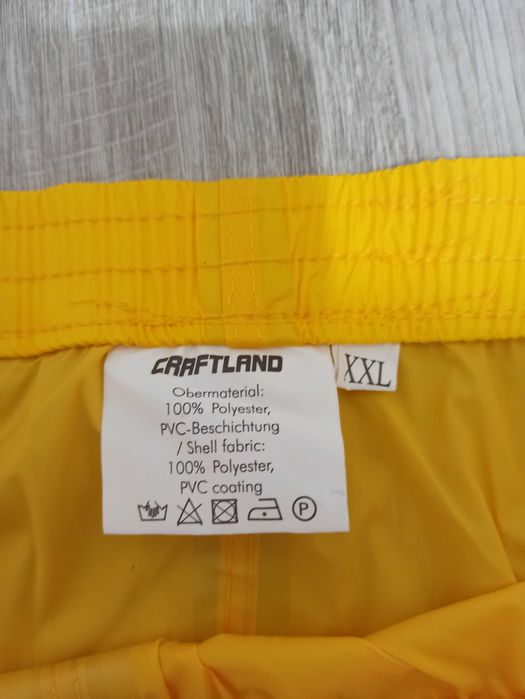 CRAFTLAND
XXL
Obermaterial:
100% Polyester,
PVC-Beschichtung
/ Shell fabric:
100% Polyester,
PVC coating
P